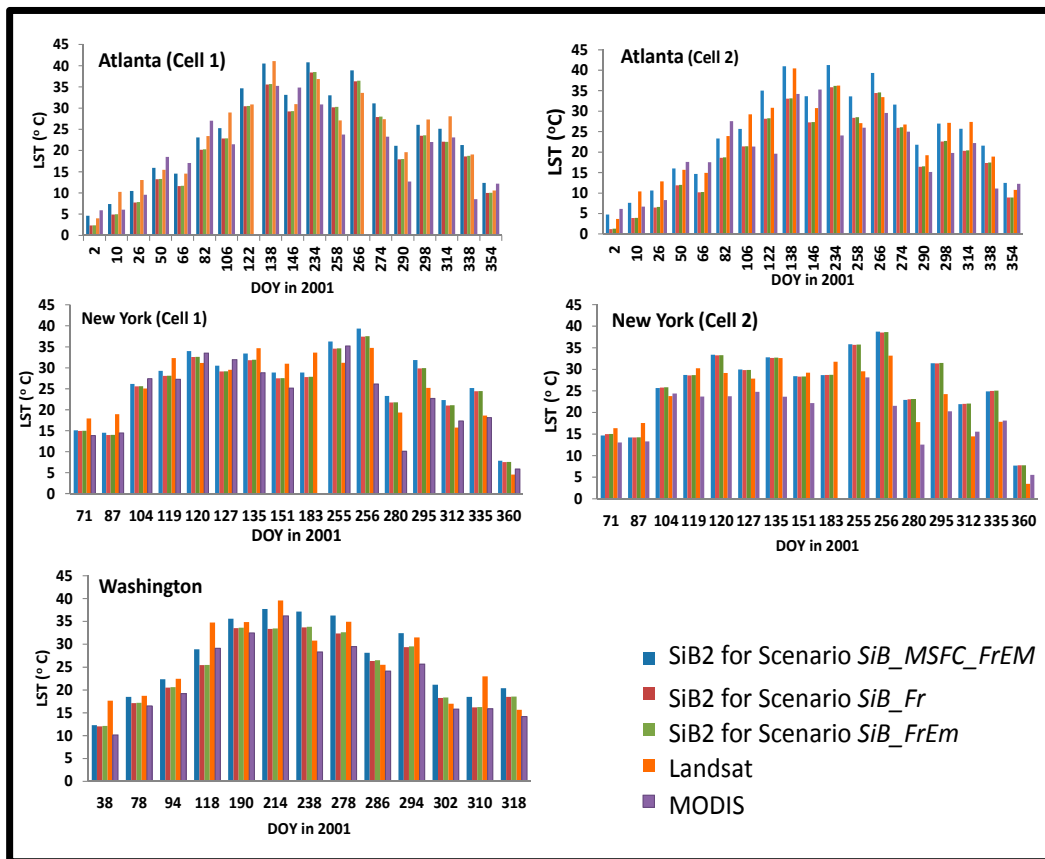 Atlanta (Cell 1)
LST (° C)
45
40
35
30
25
20
15
10
5
0
2 10 26 50 66 82 106 122 138 146 234 258 266 274 290 298 314 338 354
DOY in 2001
Atlanta (Cell 2)
LST (°C)
45
40
35
30
25
20
15
10
5
0
2 10 26 50 66 82 106 122 138 146 234 258 266 274 290 298 314 338 354
DOY in 2001
New York (Cell 1)
LST (° C)
45
40
35
30
25
20
15
10
5
0
71 87 104 119 120 127 135 151 183 255 256 280 295 312 335 360
DOY in 2001
New York (Cell 2)
LST (° C)
45
40
35
30
25
20
15
10
5
0
71 87 104 119 120 127 135 151 183 255 256 280 295 312 335 360
DOY in 2001
Washington
LST (° C)
45
40
35
30
25
20
15
10
5
0
38 78 94 118 190 214 238 278 286 294 302 310 318
DOY in 2001
SiB2 for Scenario SiB_MSFC_FrEM
SiB2 for Scenario SiB_Fr
SiB2 for Scenario SiB_FrEm
Landsat
MODIS